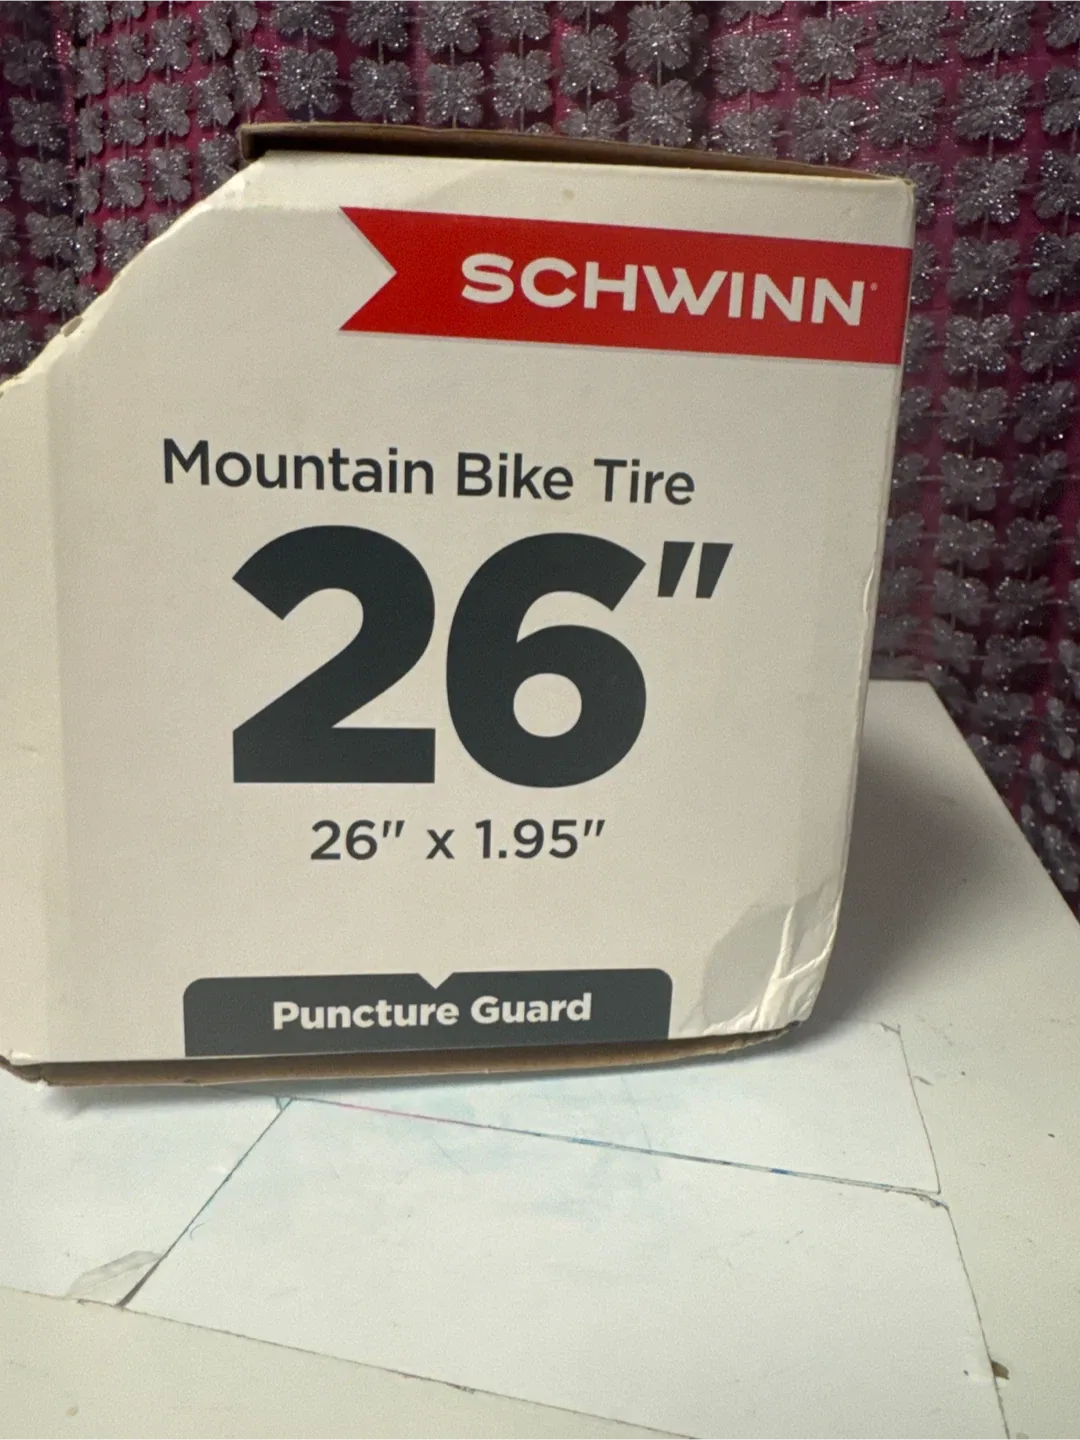 SCHWINN
Mountain Bike Tire
26"
26" x 1.95"
Puncture Guard